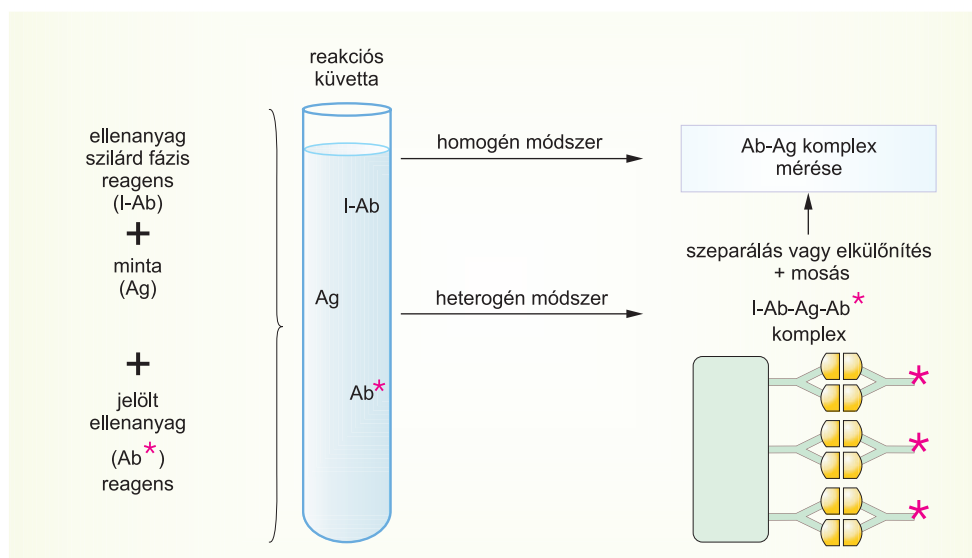 reakciós
küvetta
ellenanyag
szilárd fázis
reagens
(I-Ab)
+
minta
(Ag)
+
jelölt
ellenanyag
(Ab*)
reagens
I-Ab
Ag
Ab*
homogén módszer
heterogén módszer
Ab-Ag komplex
mérése
szeparálás vagy elkülőnítés
+ mosás
I-Ab-Ag-Ab*
komplex
*
*
*